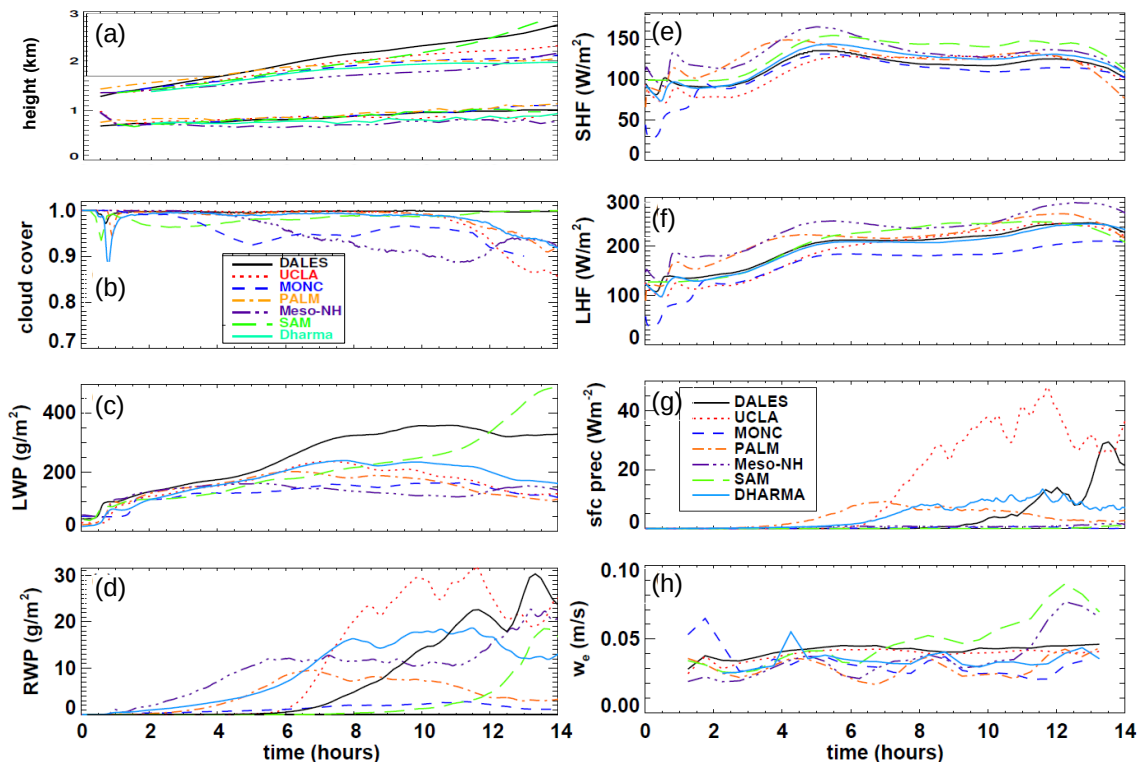 (a)
height (km)
3
2
1
0
cloud cover
1.0
0.9
0.8
0.7
(b)
DALES
UCLA
MONC
PALM
Meso-NH
SAM
Dharma
(c)
LWP (g/m²)
400
200
0
(d)
RWP (g/m²)
30
20
10
0
0 2 4 6 8 10 12 14
time (hours)
(e)
SHF (W/m²)
150
100
50
0
(f)
LHF (W/m²)
300
200
100
0
(g)
sfc prec (Wm⁻²)
40
20
0
DALES
UCLA
MONC
PALM
Meso-NH
SAM
DHARMA
(h)
wₑ (m/s)
0.10
0.05
0.00
0 2 4 6 8 10 12 14
time (hours)